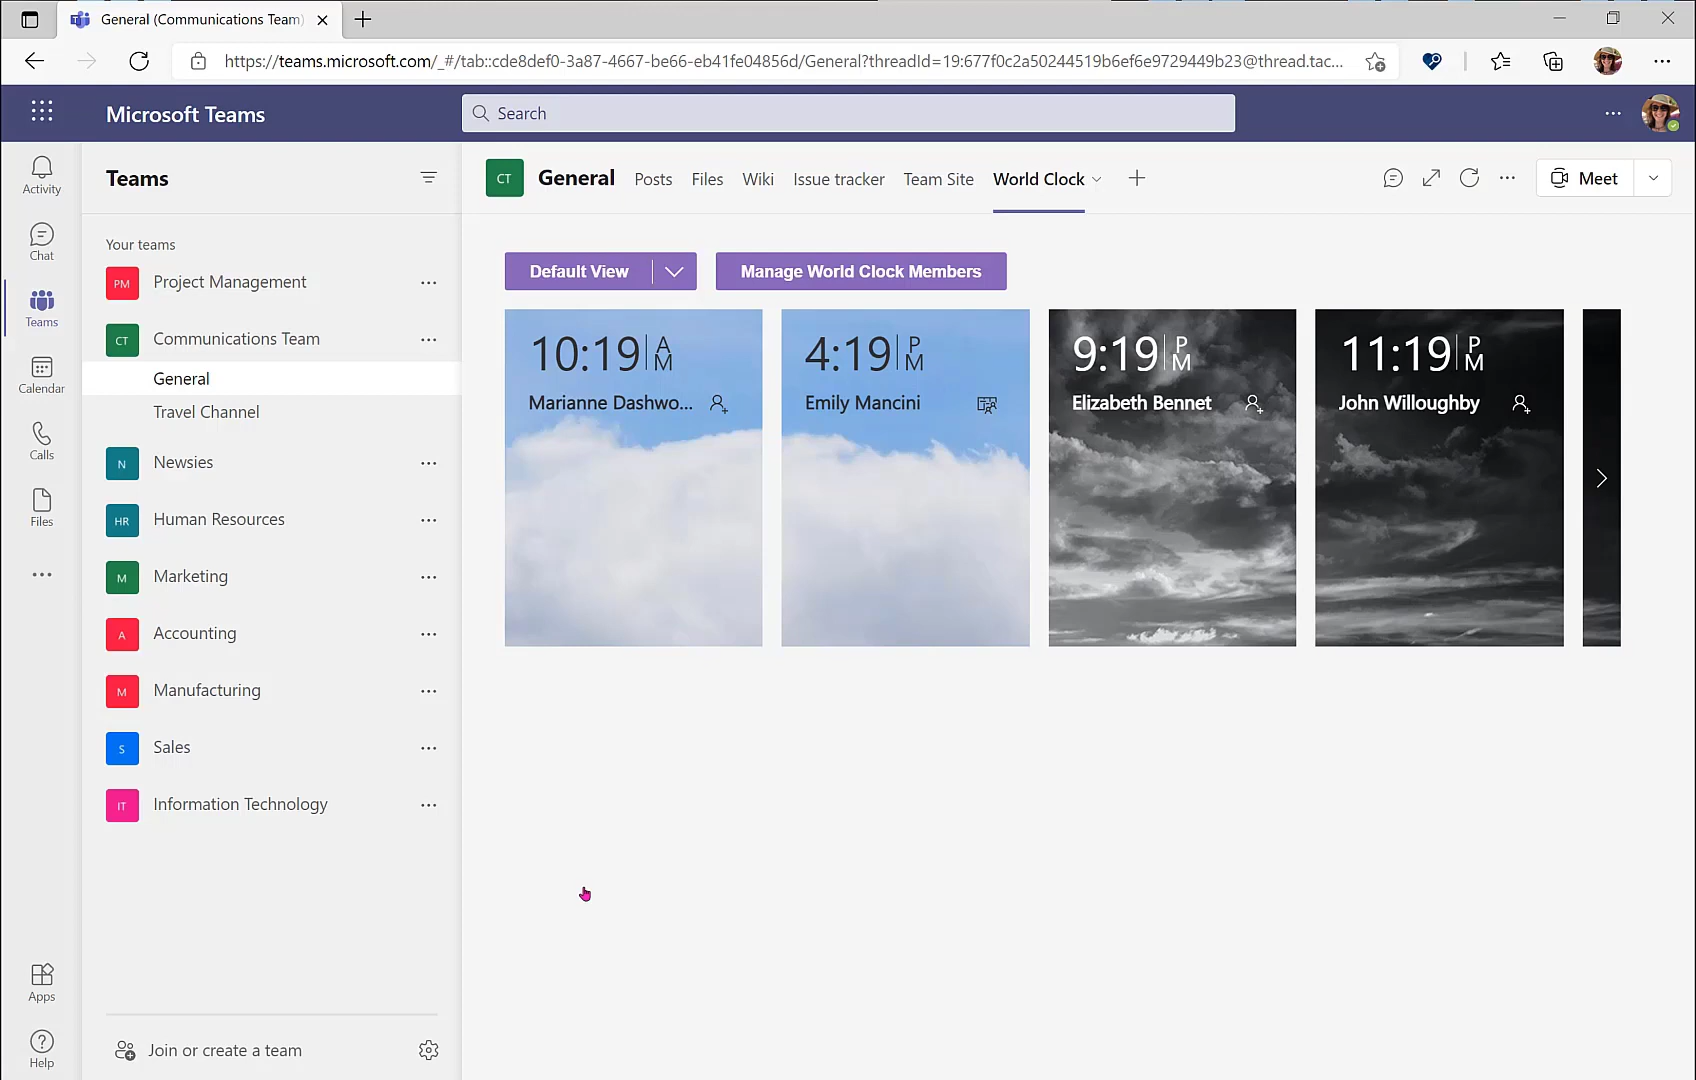 General (Communications Team)
https://teams.microsoft.com/_#/tab::cde8def0-3a87-4667-be66-eb41fe04856d/General?threadId=19:677f0c2a50244519b6ef6e9729449b23@thread.tac...
Microsoft Teams
Search
Activity
Chat
Teams
Calendar
Calls
Files
Apps
Help
Teams
Your teams
PM Project Management
CT Communications Team
General
Travel Channel
N Newsies
HR Human Resources
M Marketing
A Accounting
M Manufacturing
S Sales
IT Information Technology
Join or create a team
CT General Posts Files Wiki Issue tracker Team Site World Clock
Meet
Default View
Manage World Clock Members
10:19 AM
Marianne Dashwo...
4:19 PM
Emily Mancini
9:19 PM
Elizabeth Bennet
11:19 PM
John Willoughby